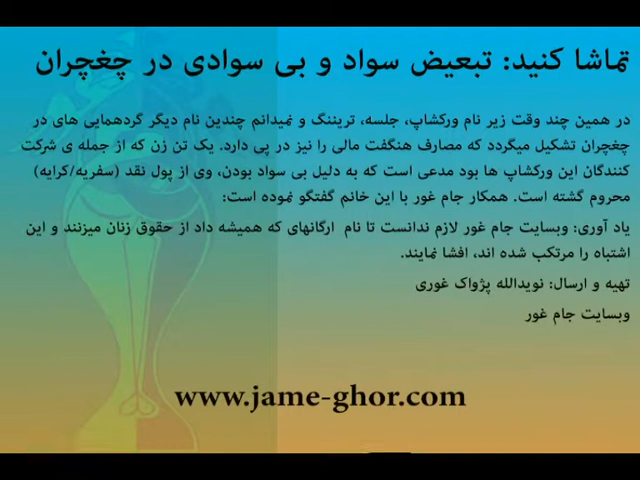 تماشا کنید: تبعیض سواد و بی سوادی در چغچران
در همین چند وقت زیر نام ورکشاپ، جلسه، تریننگ و نمیدانم چندین نام دیگر گردهمایی های در
چغچران تشکیل میگردد که مصارف هنگفت مالی را نیز در پی دارد. یک تن زن که از جمله ی شرکت
کنندگان این ورکشاپ ها بود مدعی است که به دلیل بی سواد بودن، وی از پول نقد (سفریه/کرایه)
محروم گشته است. همکار جام غور با این خانم گفتگو نموده است:
یاد آوری: وبسایت جام غور لازم ندانست تا نام ارگانهای که همیشه داد از حقوق زنان میزنند و این
اشتباه را مرتکب شده اند، افشا نمایند.
تهیه و ارسال: نویدالله پژواک غوری
وبسایت جام غور
www.jame-ghor.com